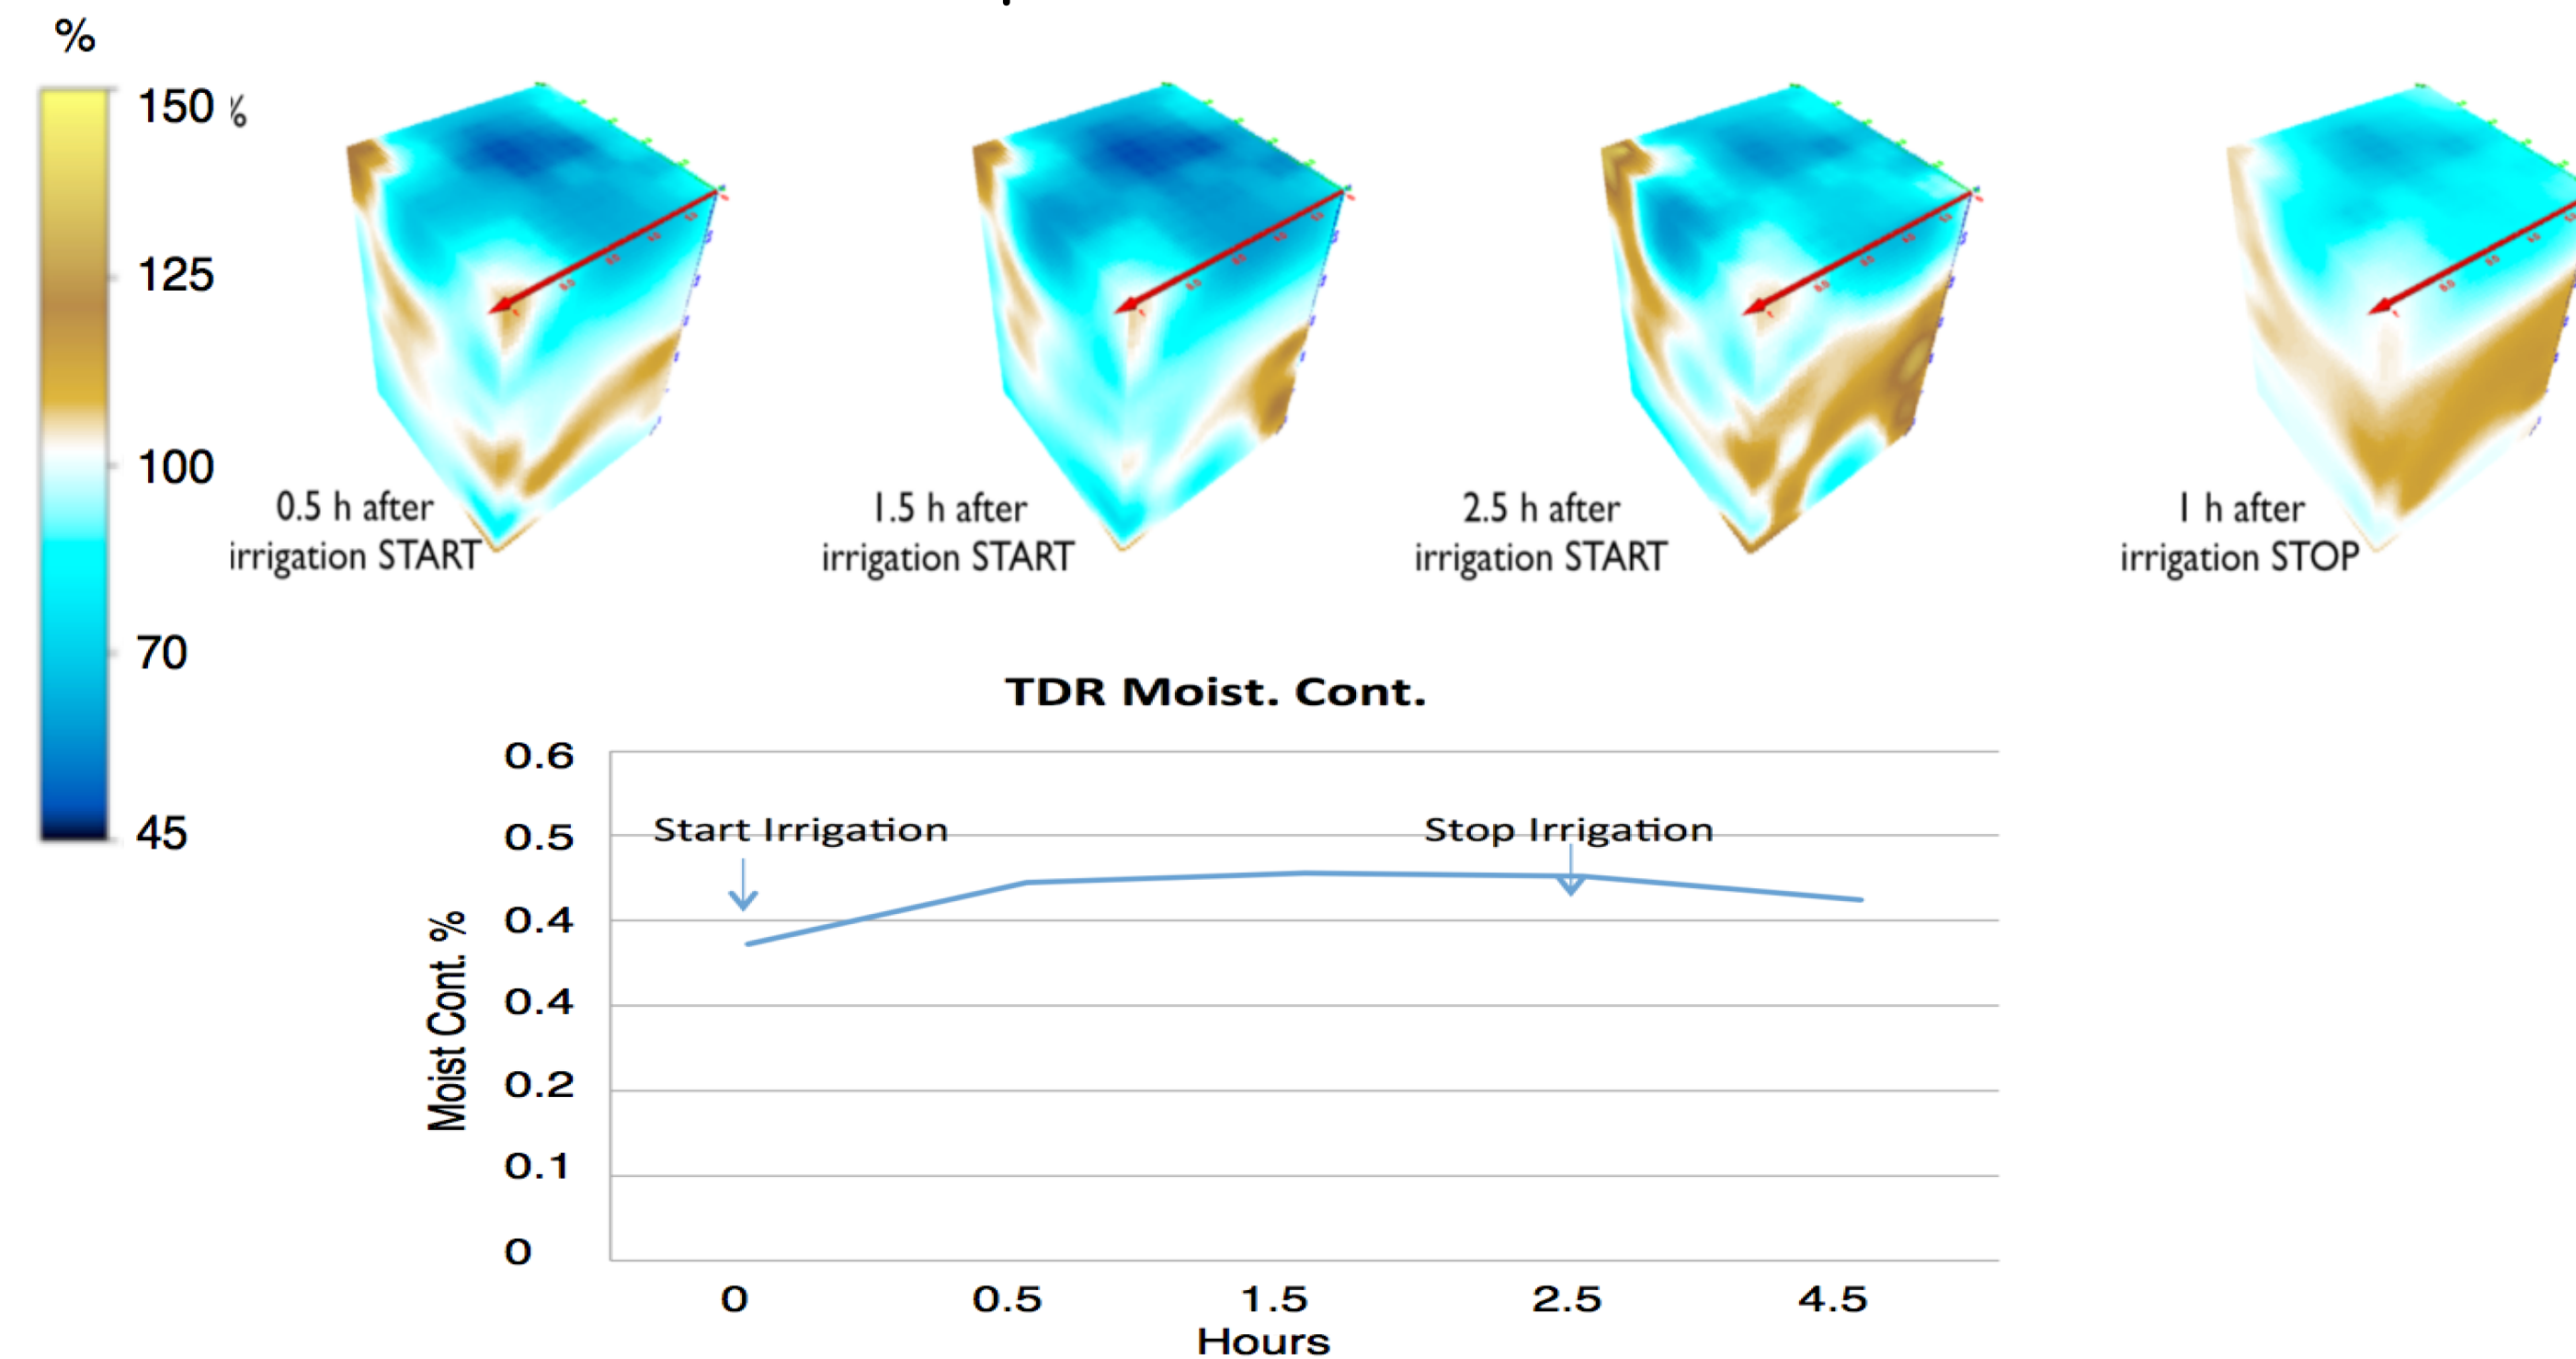 %
150
%
125
100
70
45
0.5 h after
irrigation START
1.5 h after
irrigation START
2.5 h after
irrigation START
1 h after
irrigation STOP
TDR Moist. Cont.
0.6
0.5
0.4
0.4
0.2
0.1
0
Moist Cont. %
Start Irrigation
Stop Irrigation
0
0.5
1.5
2.5
4.5
Hours